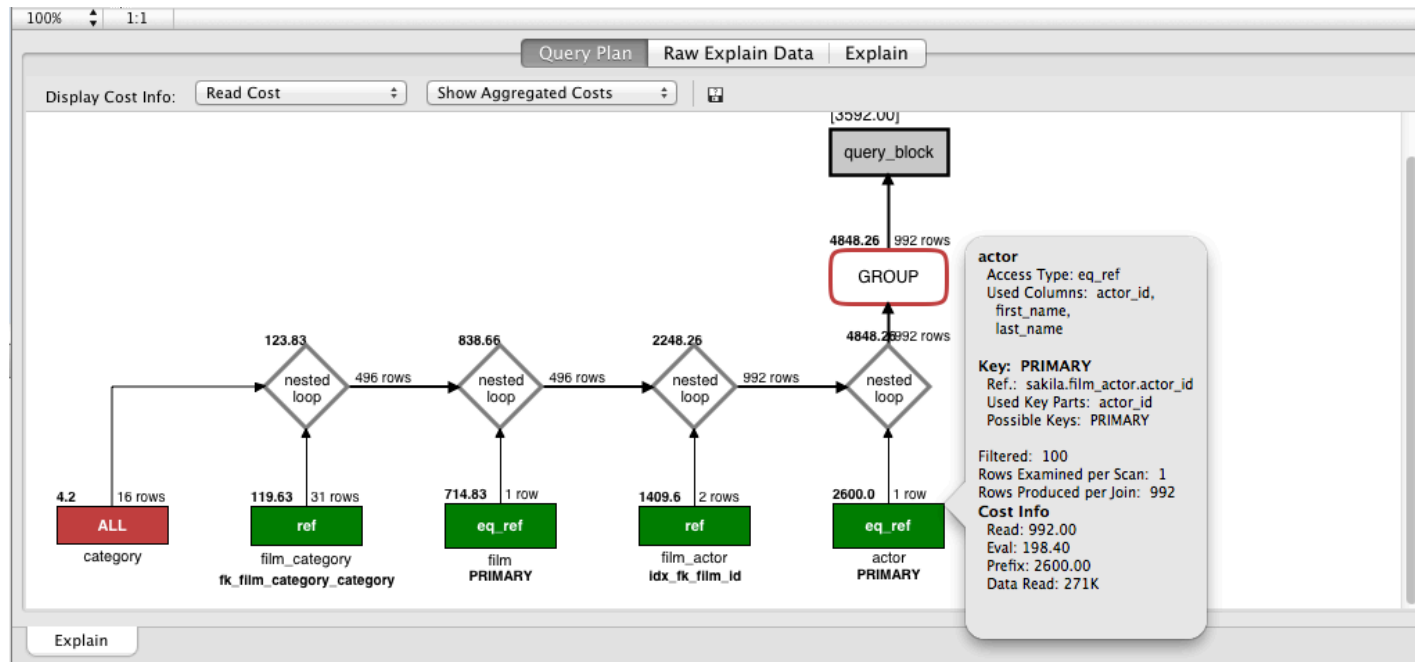 100% 1:1
Query Plan Raw Explain Data Explain
Display Cost Info: Read Cost Show Aggregated Costs
[3592.00]
query_block
4848.26 992 rows
GROUP
123.83 838.66 2248.26 4848.26 992 rows
nested loop 496 rows nested loop 496 rows nested loop 992 rows nested loop
4.2 16 rows 119.63 31 rows 714.83 1 row 1409.6 2 rows 2600.0 1 row
ALL ref eq_ref ref eq_ref
category film_category film film_actor actor
fk_film_category_category PRIMARY idx_fk_film_id PRIMARY
actor
Access Type: eq_ref
Used Columns: actor_id,
first_name,
last_name
Key: PRIMARY
Ref.: sakila.film_actor.actor_id
Used Key Parts: actor_id
Possible Keys: PRIMARY
Filtered: 100
Rows Examined per Scan: 1
Rows Produced per Join: 992
Cost Info
Read: 992.00
Eval: 198.40
Prefix: 2600.00
Data Read: 271K
Explain